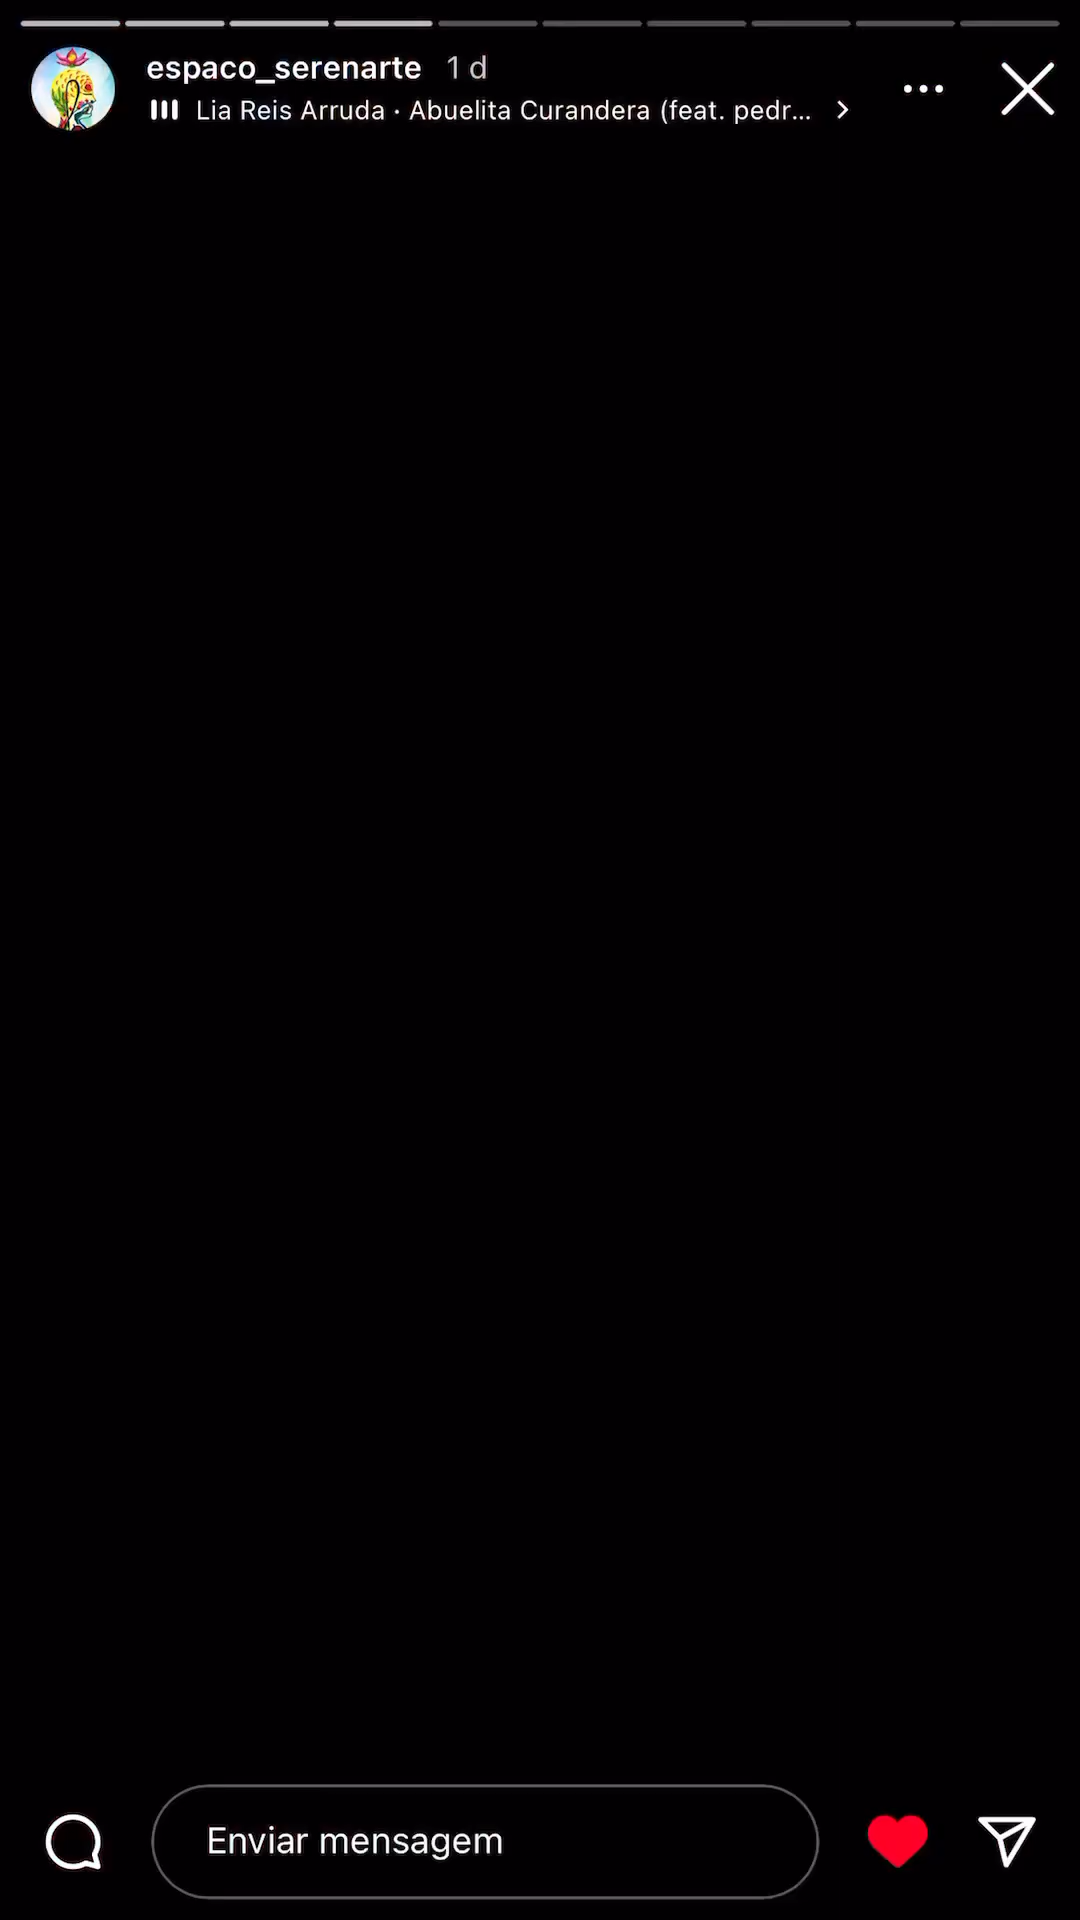 espaco_serenarte 1 d
Lia Reis Arruda · Abuelita Curandera (feat. pedr...
Enviar mensagem